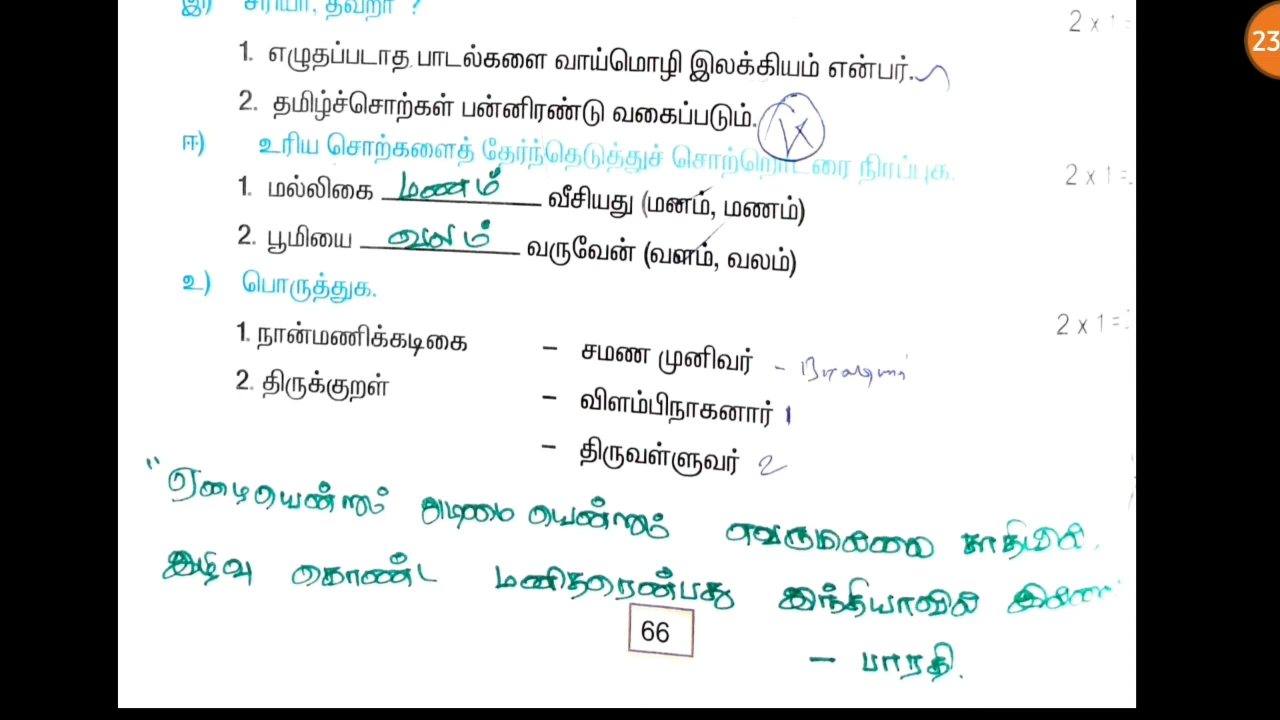 இ) சரியா, தவறா ?
2 x 1 =
23
1. எழுதப்படாத பாடல்களை வாய்மொழி இலக்கியம் என்பர்.
2. தமிழ்ச்சொற்கள் பன்னிரண்டு வகைப்படும்.
ஈ) உரிய சொற்களைத் தேர்ந்தெடுத்துச் சொற்றொடரை நிரப்புக.
2 x 1 =
1. மல்லிகை மணம் வீசியது (மனம், மணம்)
2. பூமியை வலம் வருவேன் (வளம், வலம்)
உ) பொருத்துக.
2 x 1 =
1. நான்மணிக்கடிகை – சமண முனிவர் -
2. திருக்குறள் – விளம்பிநாகனார் 1
– திருவள்ளுவர் 2
"ஏழையென்றும் அடிமை யென்றும் எவருமில்லை சாதியில்.
இழிவு கொண்ட மனிதரென்பது இந்தியாவில்
66
– பாரதி.